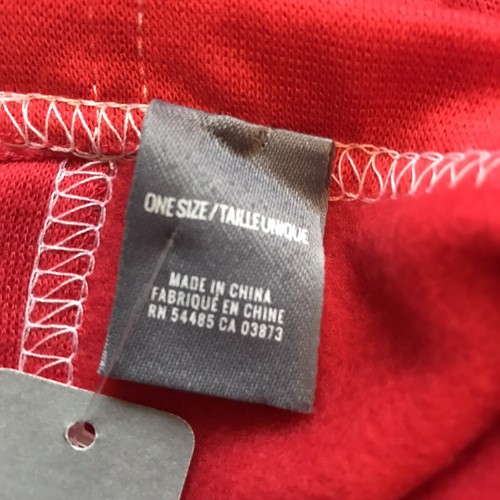 ONE SIZE/TAILLE UNIQUE
MADE IN CHINA
FABRIQUÉ EN CHINE
RN 54485 CA 03873